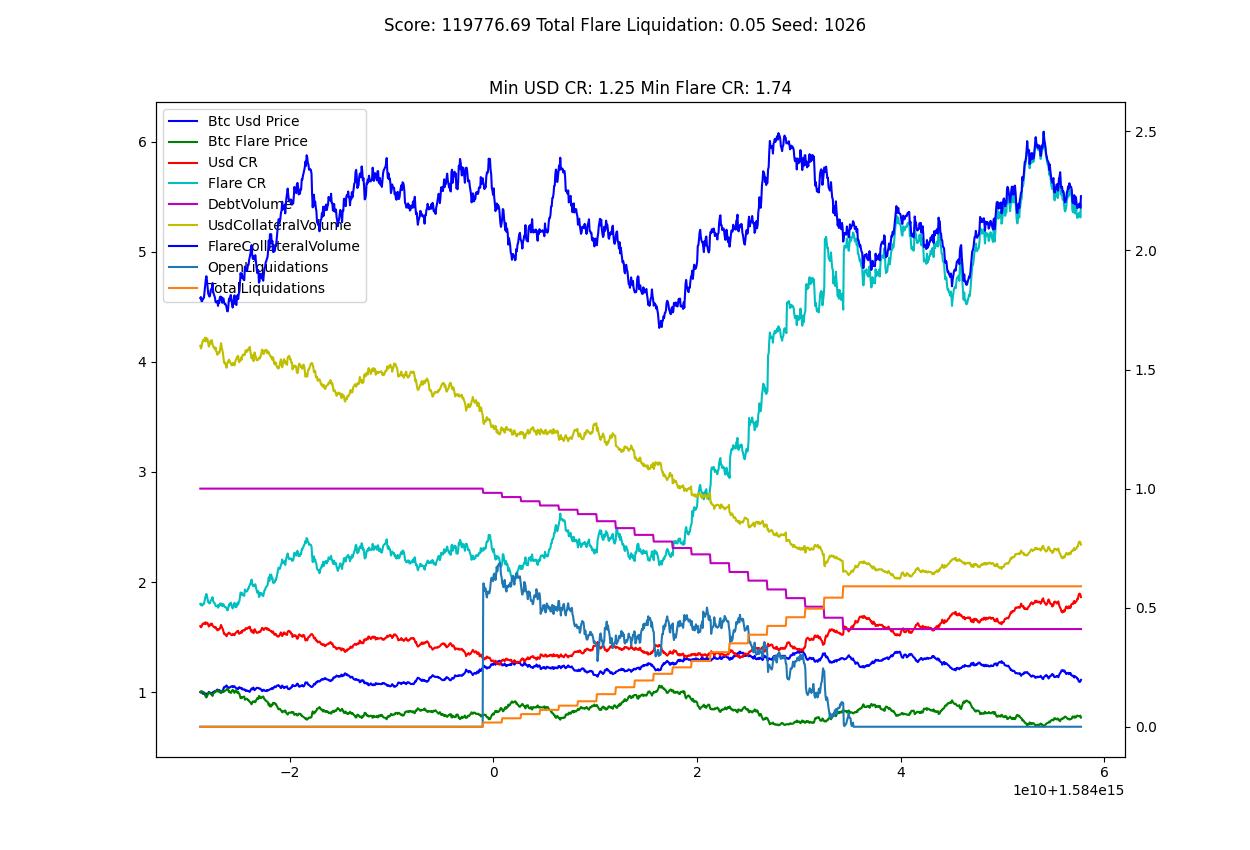 Score: 119776.69 Total Flare Liquidation: 0.05 Seed: 1026
Min USD CR: 1.25 Min Flare CR: 1.74
Btc Usd Price
Btc Flare Price
Usd CR
Flare CR
DebtVolume
UsdCollateralVolume
FlareCollateralVolume
OpenLiquidations
TotalLiquidations
6
5
4
3
2
1
2.5
2.0
1.5
1.0
0.5
0.0
−2
0
2
4
6
1e10+1.584e15